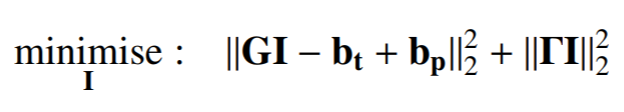 minimise : ||GI − b_t + b_p||_2^2 + ||ΓI||_2^2
I